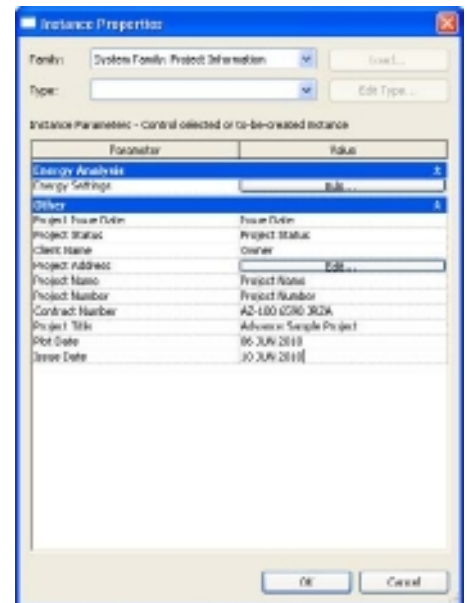 Instance Properties
Family: System Family: Project Information Load...
Type: Edit Type...
Instance Parameters - Control selected or to-be-created instance
Parameter Value
Energy Analysis
Energy Settings Edit...
Other
Project Issue Date Issue Date
Project Status Project Status
Client Name Owner
Project Address Edit...
Project Name Project Name
Project Number Project Number
Contract Number AZ-100
Project Title Advance Sample Project
Plot Date 06 JUN 2010
Issue Date 10 JUN 2010
OK Cancel